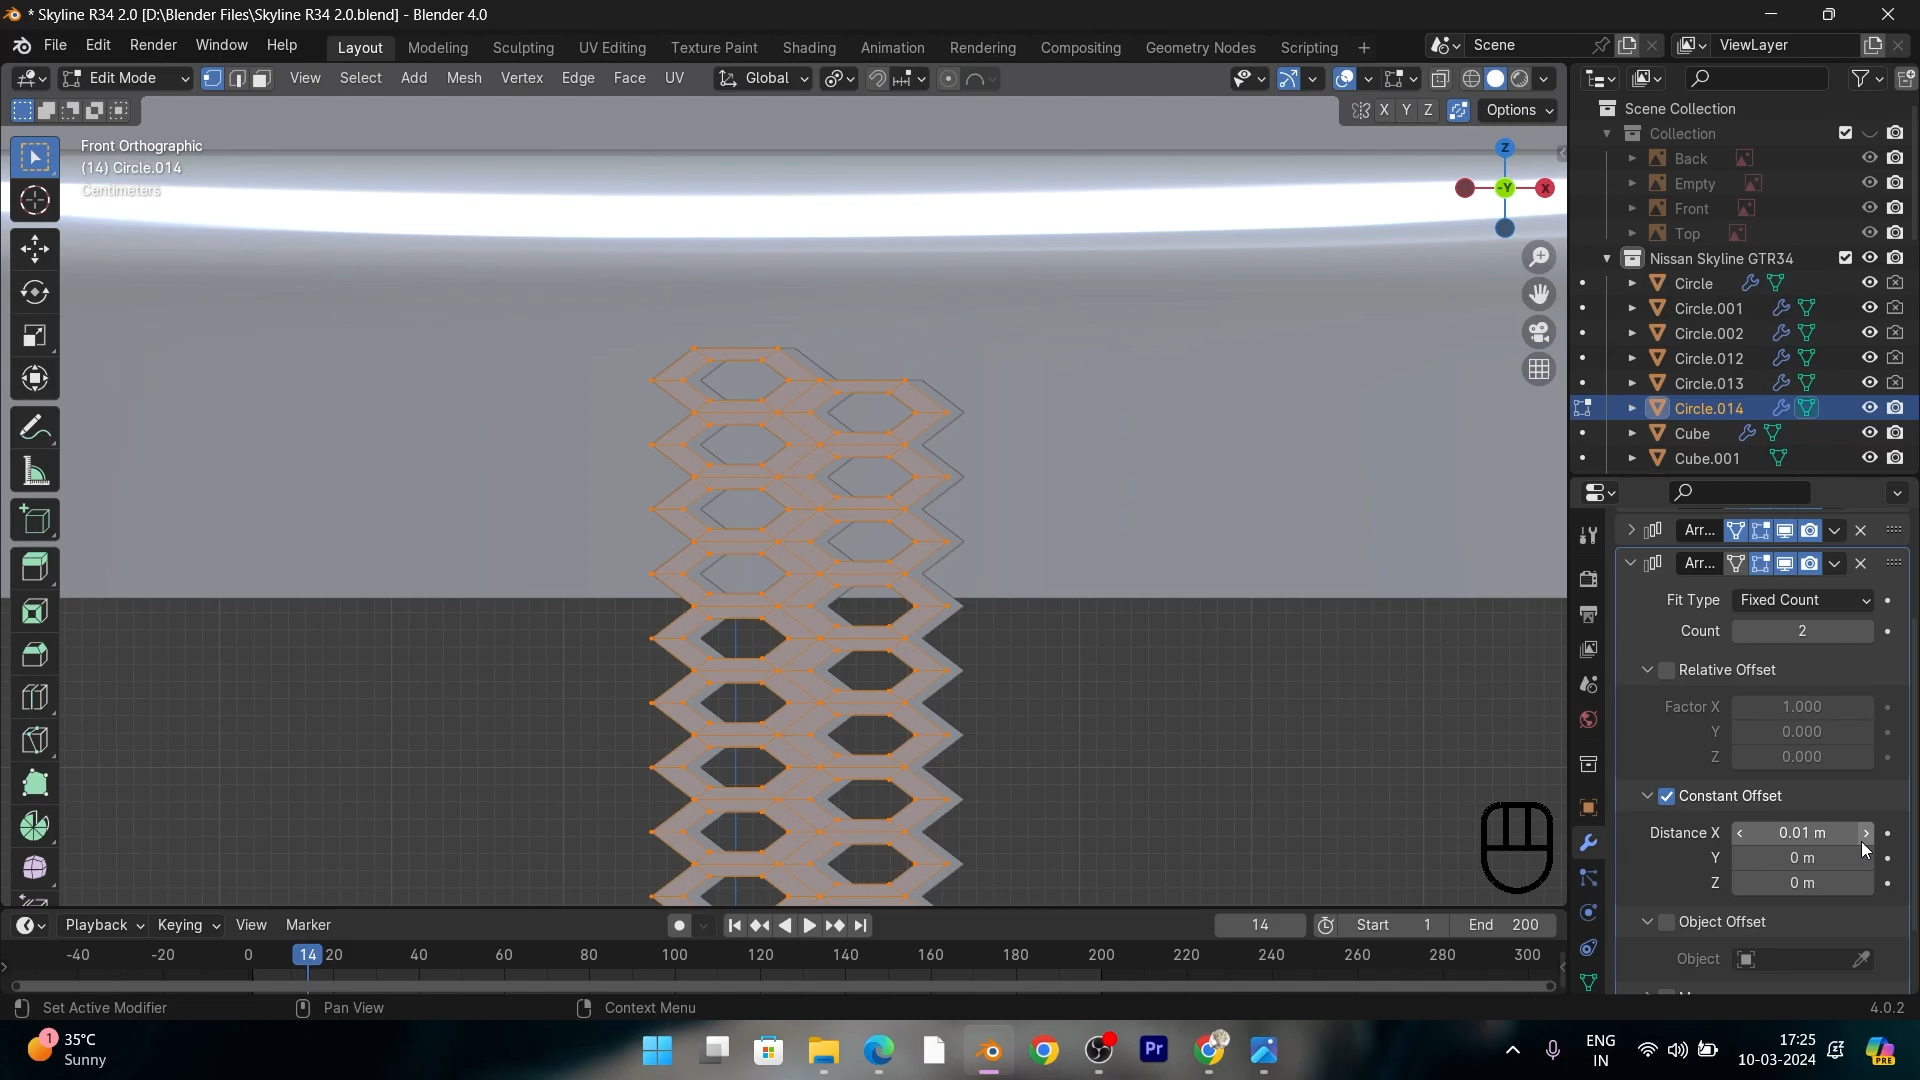 * Skyline R34 2.0 [D:\Blender Files\Skyline R34 2.0.blend] - Blender 4.0
File Edit Render Window Help Layout Modeling Sculpting UV Editing Texture Paint Shading Animation Rendering Compositing Geometry Nodes Scripting + Scene ViewLayer
Edit Mode View Select Add Mesh Vertex Edge Face UV Global
X Y Z Options
Front Orthographic
(14) Circle.014
Centimeters
Z
-Y X
Scene Collection
Collection
Back
Empty
Front
Top
Nissan Skyline GTR34
Circle
Circle.001
Circle.002
Circle.012
Circle.013
Circle.014
Cube
Cube.001
Arr...
Arr...
Fit Type Fixed Count
Count 2
Relative Offset
Factor X 1.000
Y 0.000
Z 0.000
Constant Offset
Distance X 0.01 m
Y 0 m
Z 0 m
Object Offset
Object
Playback Keying View Marker 14 Start 1 End 200
-40 -20 0 14 20 40 60 80 100 120 140 160 180 200 220 240 260 280 300
Set Active Modifier Pan View Context Menu 4.0.2
1 35°C
Sunny
Pr
ENG
IN
17:25
10-03-2024
PRE